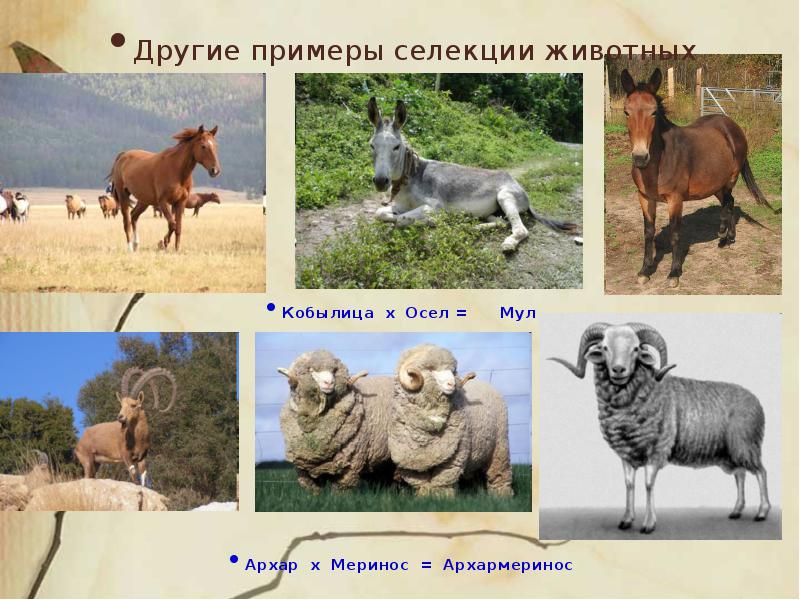 • Другие примеры селекции животных
• Кобылица х Осел = Мул
• Архар х Меринос = Архармеринос